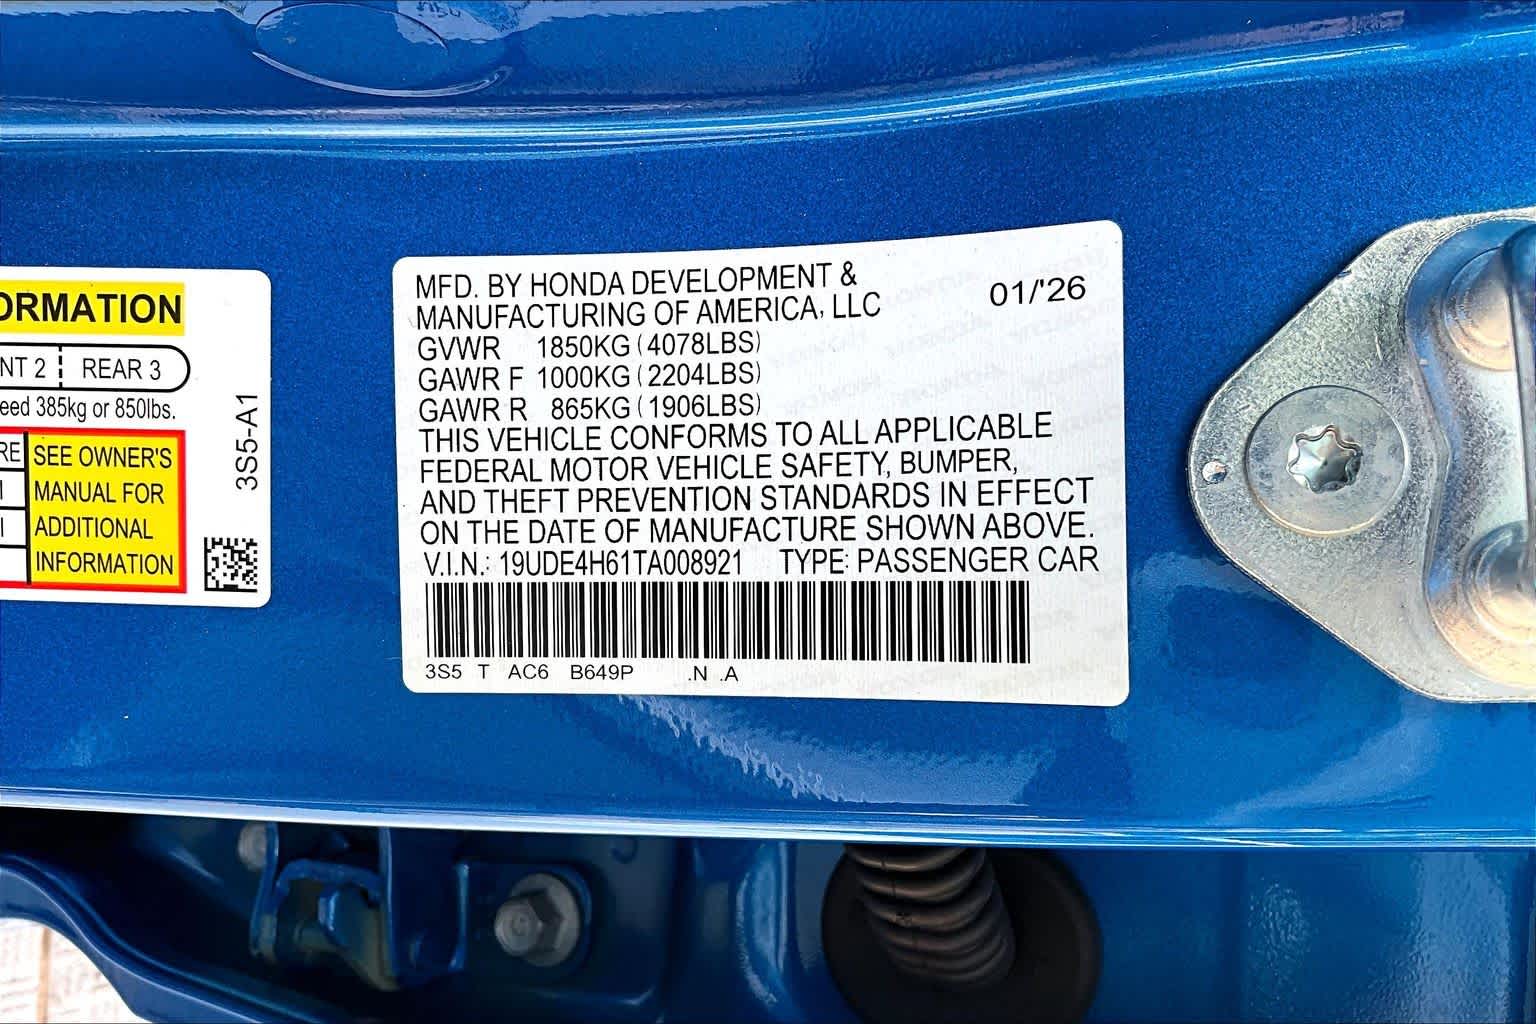 ORMATION
NT 2 REAR 3
eed 385kg or 850lbs.
RE
SEE OWNER'S
MANUAL FOR
ADDITIONAL
INFORMATION
3S5-A1
MFD. BY HONDA DEVELOPMENT &
MANUFACTURING OF AMERICA, LLC
01/'26
GVWR 1850KG (4078LBS)
GAWR F 1000KG (2204LBS)
GAWR R 865KG (1906LBS)
THIS VEHICLE CONFORMS TO ALL APPLICABLE
FEDERAL MOTOR VEHICLE SAFETY, BUMPER,
AND THEFT PREVENTION STANDARDS IN EFFECT
ON THE DATE OF MANUFACTURE SHOWN ABOVE.
V.I.N.: 19UDE4H61TA008921 TYPE: PASSENGER CAR
3S5 T AC6 B649P .N .A